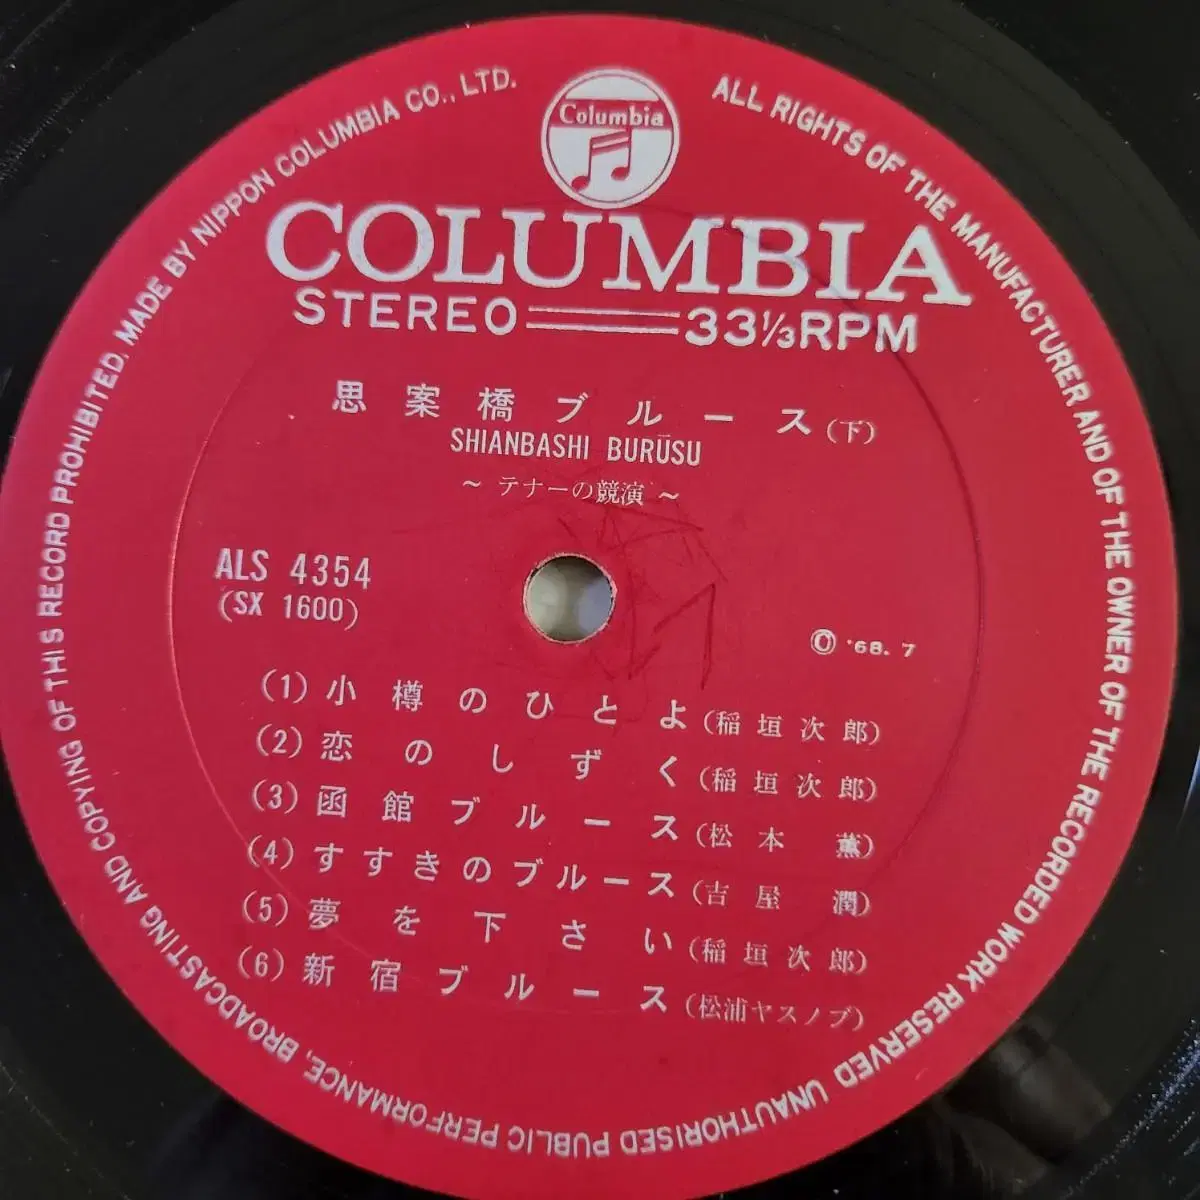 Columbia
COLUMBIA
STEREO 33⅓RPM
思案橋ブルース(下)
SHIANBASHI BURŪSU
~ テナーの競演 ~
ALS 4354
(SX 1600)
Ⓒ '68. 7
(1) 小樽のひとよ(稲垣次郎)
(2) 恋のしずく(稲垣次郎)
(3) 函館ブルース(松本薫)
(4) すすきのブルース(吉屋潤)
(5) 夢を下さい(稲垣次郎)
(6) 新宿ブルース(松浦ヤスノブ)
ALL RIGHTS OF THE MANUFACTURER AND OF THE OWNER OF THE RECORDED WORK RESERVED UNAUTHORISED PUBLIC PERFORMANCE, BROADCASTING AND COPYING OF THIS RECORD PROHIBITED. MADE BY NIPPON COLUMBIA CO., LTD.